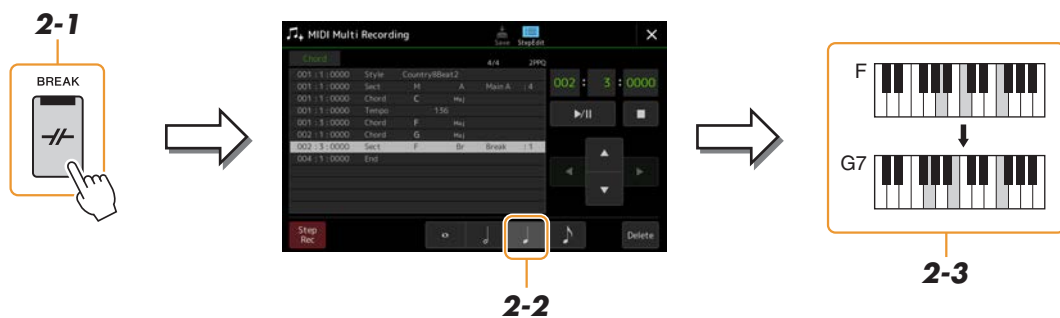 2-1
BREAK
MIDI Multi Recording
Save StepEdit
Chord 4/4 2PPQ
001 : 1 : 0000 Style Country8Beat2
001 : 1 : 0000 Sect M A Main A : 4
001 : 1 : 0000 Chord C Maj
001 : 1 : 0000 Tempo 136
001 : 3 : 0000 Chord F Maj
002 : 1 : 0000 Chord G Maj
002 : 3 : 0000 Sect F Br Break : 1
004 : 1 : 0000 End
002 : 3 : 0000
Step
Rec
Delete
2-2
F
G7
2-3